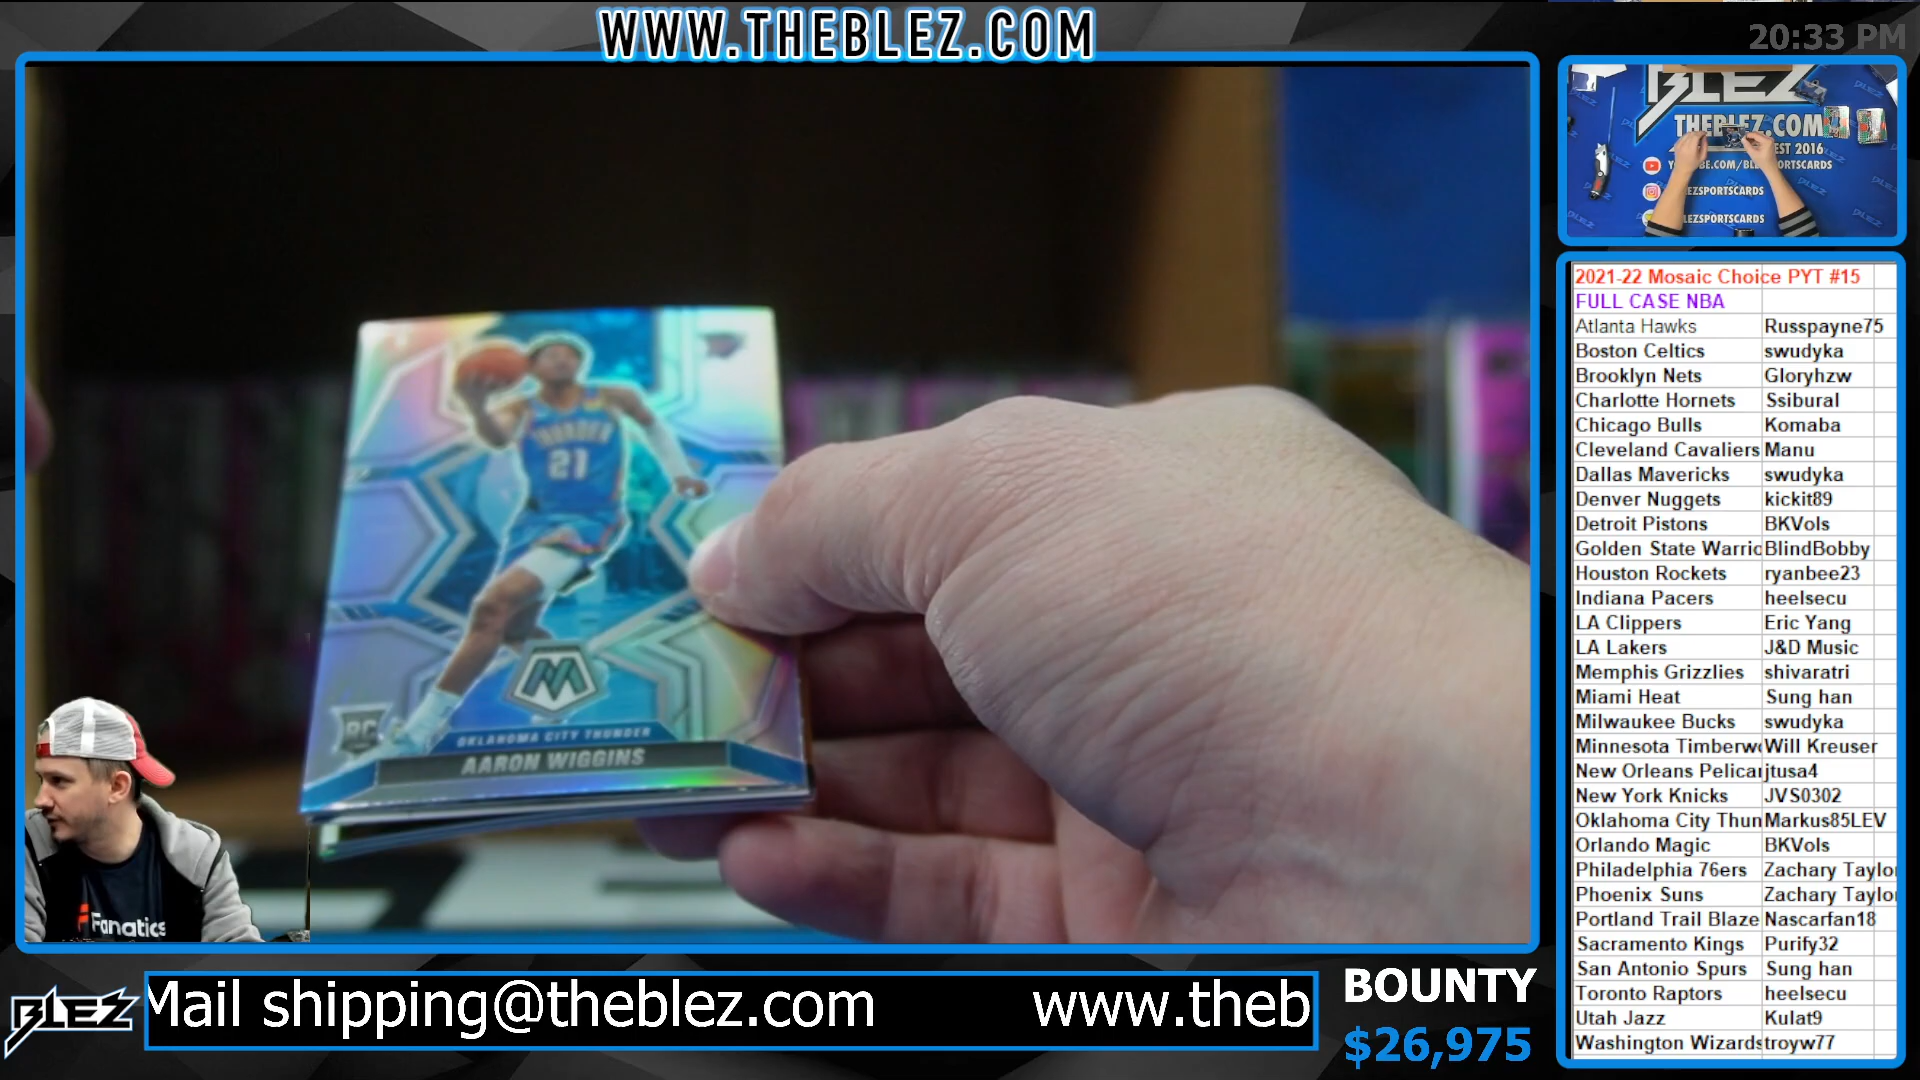 WWW.THEBLEZ.COM
20:33 PM
BLEZ
THEBLEZ.COM
EST 2016
EZSPORTSCARDS
LEZSPORTSCARDS
2021-22 Mosaic Choice PYT #15
FULL CASE NBA
Atlanta Hawks Russpayne75
Boston Celtics swudyka
Brooklyn Nets Gloryhzw
Charlotte Hornets Ssibural
Chicago Bulls Komaba
Cleveland Cavaliers Manu
Dallas Mavericks swudyka
Denver Nuggets kickit89
Detroit Pistons BKVols
Golden State Warric BlindBobby
Houston Rockets ryanbee23
Indiana Pacers heelsecu
LA Clippers Eric Yang
LA Lakers J&D Music
Memphis Grizzlies shivaratri
Miami Heat Sung han
Milwaukee Bucks swudyka
Minnesota Timberw Will Kreuser
New Orleans Pelica jtusa4
New York Knicks JVS0302
Oklahoma City Thun Markus85LEV
Orlando Magic BKVols
Philadelphia 76ers Zachary Taylo
Phoenix Suns Zachary Taylo
Portland Trail Blaze Nascarfan18
Sacramento Kings Purify32
San Antonio Spurs Sung han
Toronto Raptors heelsecu
Utah Jazz Kulat9
Washington Wizards troyw77
THUNDER
21
M
RC
OKLAHOMA CITY THUNDER
AARON WIGGINS
Fanatics
BLEZ
Mail shipping@theblez.com www.theb
BOUNTY
$26,975